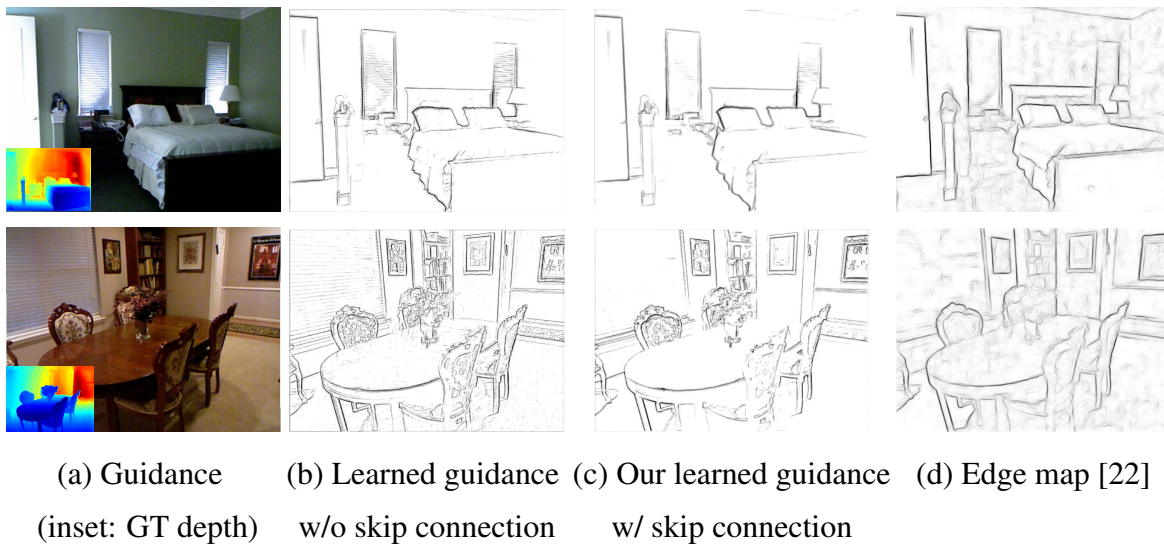 (a) Guidance
(inset: GT depth)
(b) Learned guidance
w/o skip connection
(c) Our learned guidance
w/ skip connection
(d) Edge map [22]